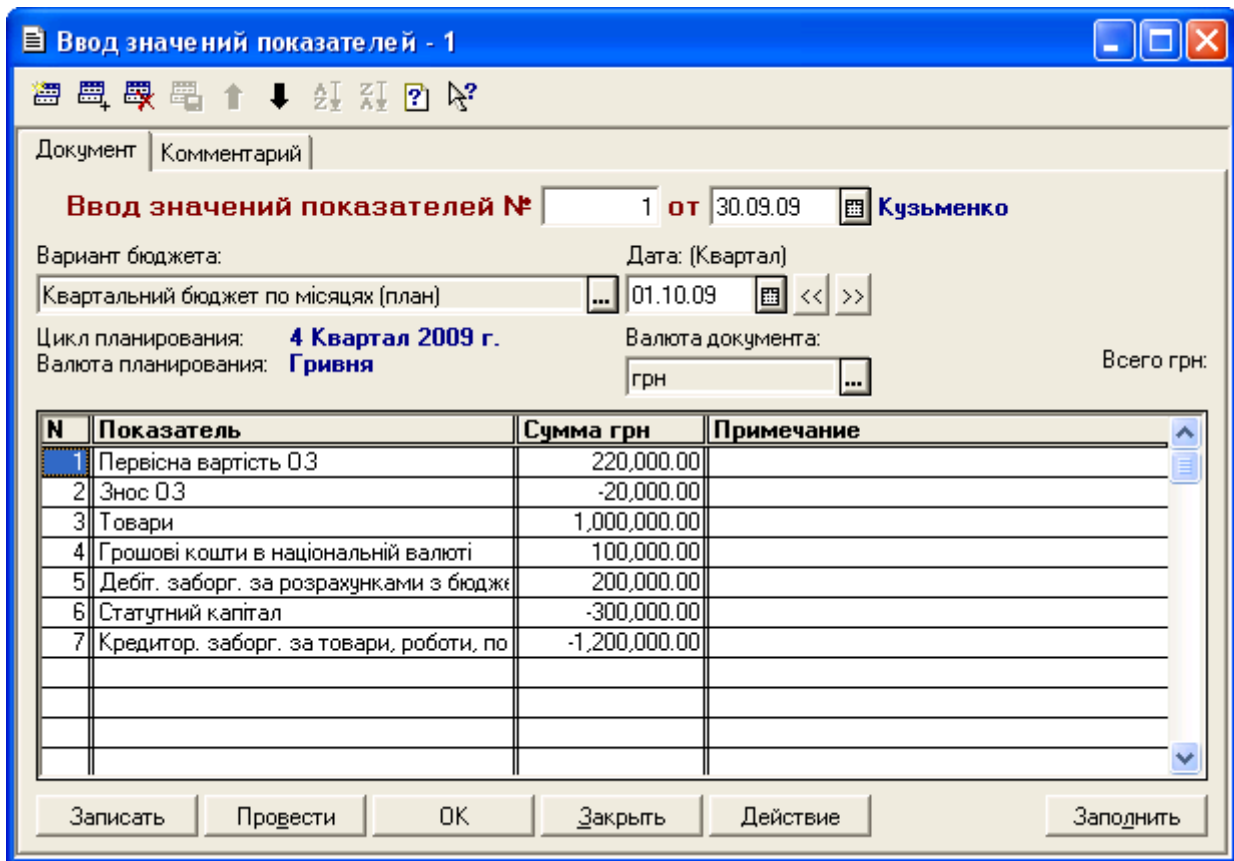 Ввод значений показателей - 1
Документ Комментарий
Ввод значений показателей № 1 от 30.09.09 Кузьменко
Вариант бюджета: Дата: (Квартал)
Квартальний бюджет по місяцях (план) ... 01.10.09 << >>
Цикл планирования: 4 Квартал 2009 г. Валюта документа:
Валюта планирования: Гривня Всего грн:
грн ...
N Показатель Сумма грн Примечание
1 Первісна вартість ОЗ 220,000.00
2 Знос ОЗ -20,000.00
3 Товари 1,000,000.00
4 Грошові кошти в національній валюті 100,000.00
5 Дебіт. заборг. за розрахунками з бюдже 200,000.00
6 Статутний капітал -300,000.00
7 Кредитор. заборг. за товари, роботи, по -1,200,000.00
Записать Провести OK Закрыть Действие Заполнить